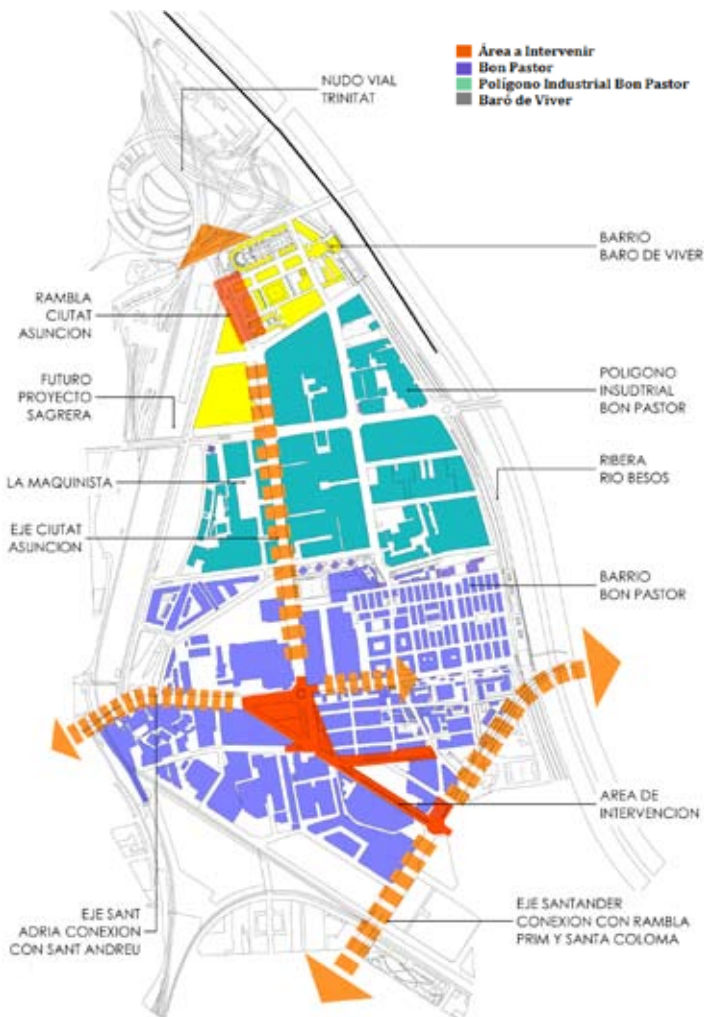 Área a Intervenir
Bon Pastor
Polígono Industrial Bon Pastor
Baró de Viver
NUDO VIAL
TRINITAT
BARRIO
BARO DE VIVER
RAMBLA
CIUTAT
ASUNCION
FUTURO
PROYECTO
SAGRERA
POLIGONO
INSUDTRIAL
BON PASTOR
LA MAQUINISTA
RIBERA
RIO BESOS
EJE CIUTAT
ASUNCION
BARRIO
BON PASTOR
AREA DE
INTERVENCION
EJE SANT
ADRIA CONEXION
CON SANT ANDREU
EJE SANTANDER
CONEXION CON RAMBLA
PRIM Y SANTA COLOMA